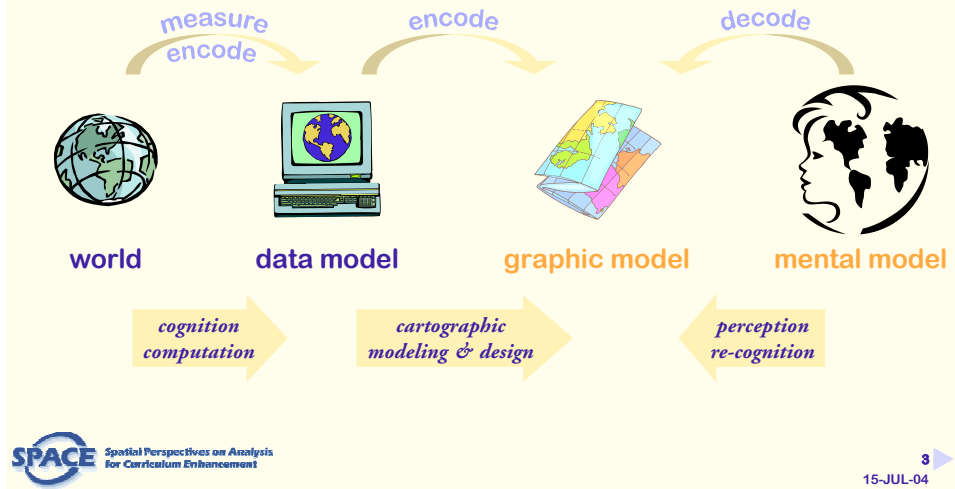 measure
encode
encode
decode
world
data model
graphic model
mental model
cognition
computation
cartographic
modeling & design
perception
re-cognition
SPACE
Spatial Perspectives on Analysis
for Curriculum Enhancement
3
15-JUL-04